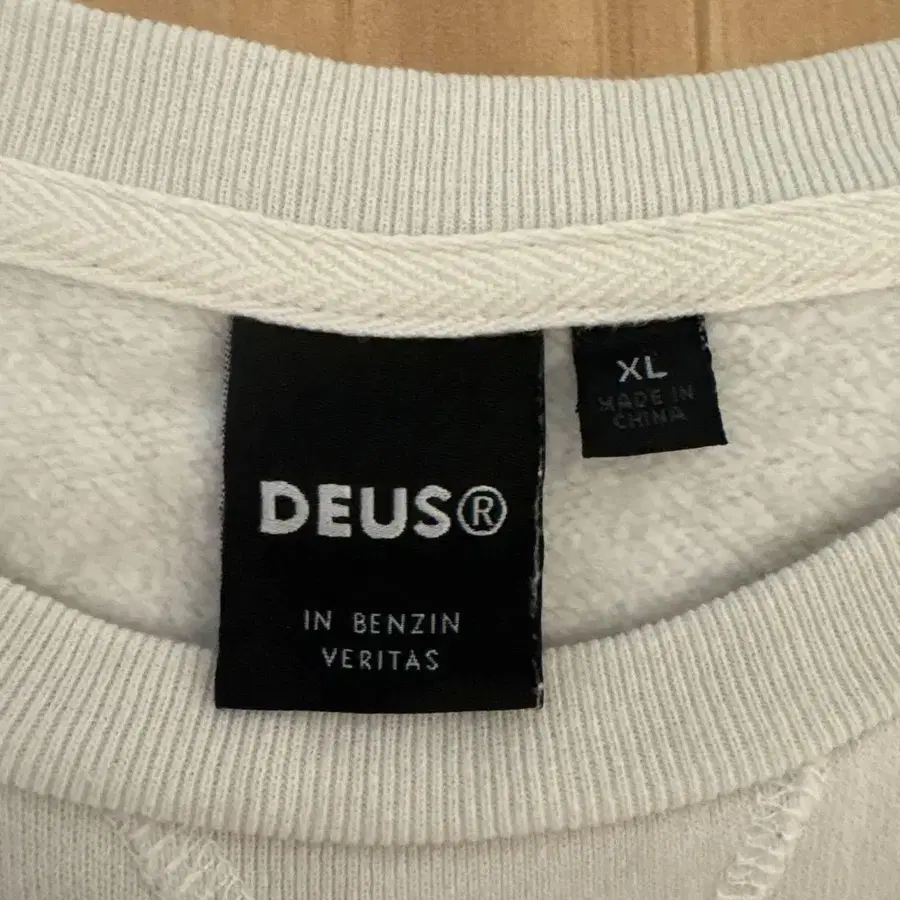 DEUS®
IN BENZIN
VERITAS
XL
MADE IN
CHINA